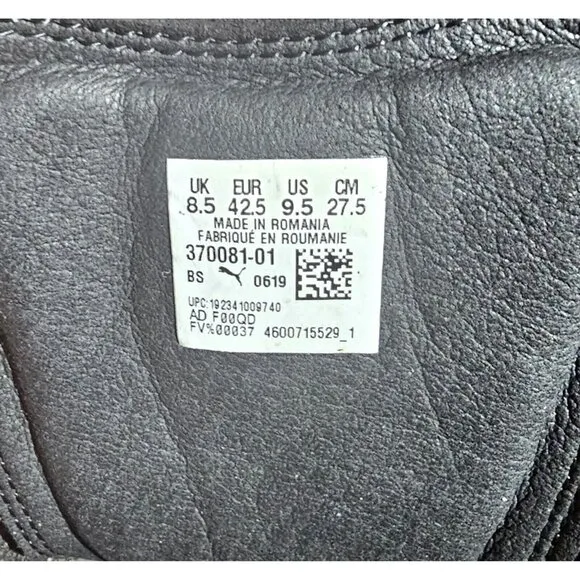 UK EUR US CM
8.5 42.5 9.5 27.5
MADE IN ROMANIA
FABRIQUÉ EN ROUMANIE
370081-01
BS 0619
UPC:192341009740
AD F00QD
FV%00037 4600715529_1